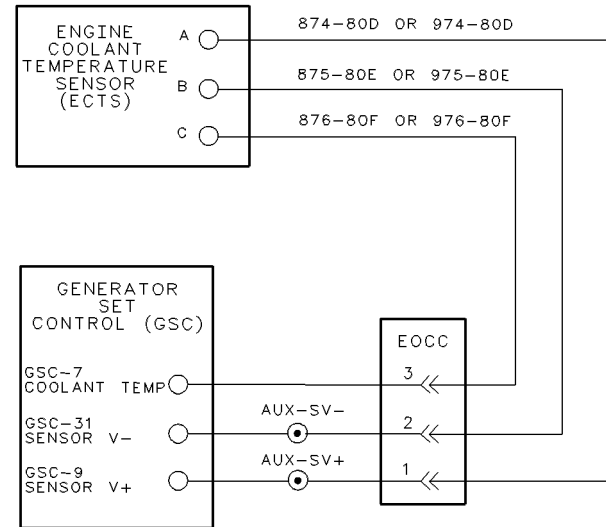 ENGINE
COOLANT
TEMPERATURE
SENSOR
(ECTS)
A
874-80D OR 974-80D
B
875-80E OR 975-80E
C
876-80F OR 976-80F
GENERATOR
SET
CONTROL (GSC)
EOCC
GSC-7
COOLANT TEMP
3
GSC-31
SENSOR V-
AUX-SV-
2
GSC-9
SENSOR V+
AUX-SV+
1